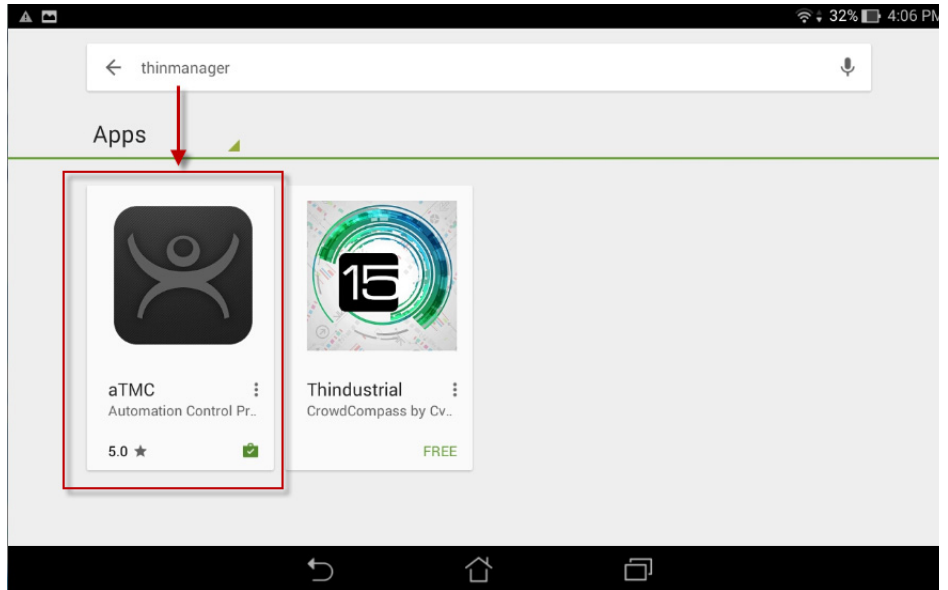 32% 4:06 PM
thinmanager
Apps
15
aTMC
Automation Control Pr..
5.0
Thindustrial
CrowdCompass by Cv..
FREE